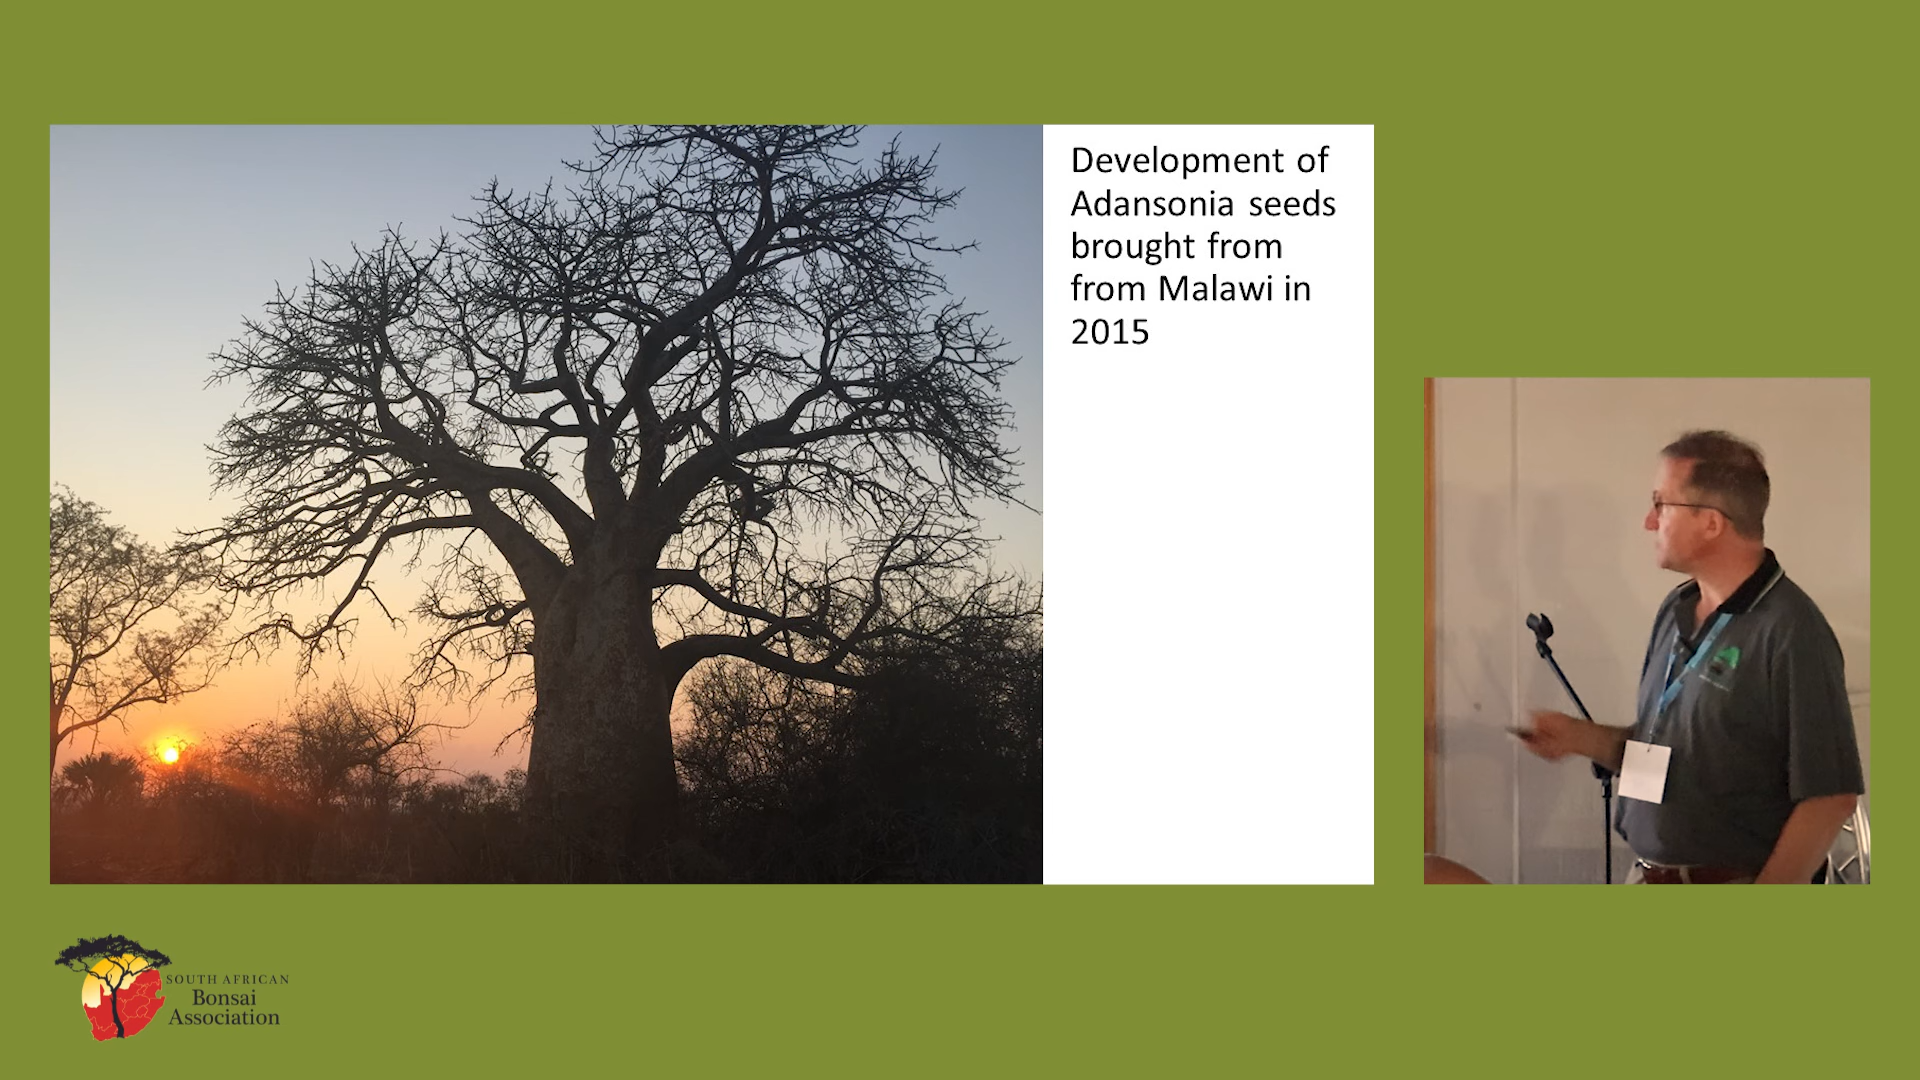 Development of
Adansonia seeds
brought from
from Malawi in
2015
SOUTH AFRICAN
Bonsai
Association